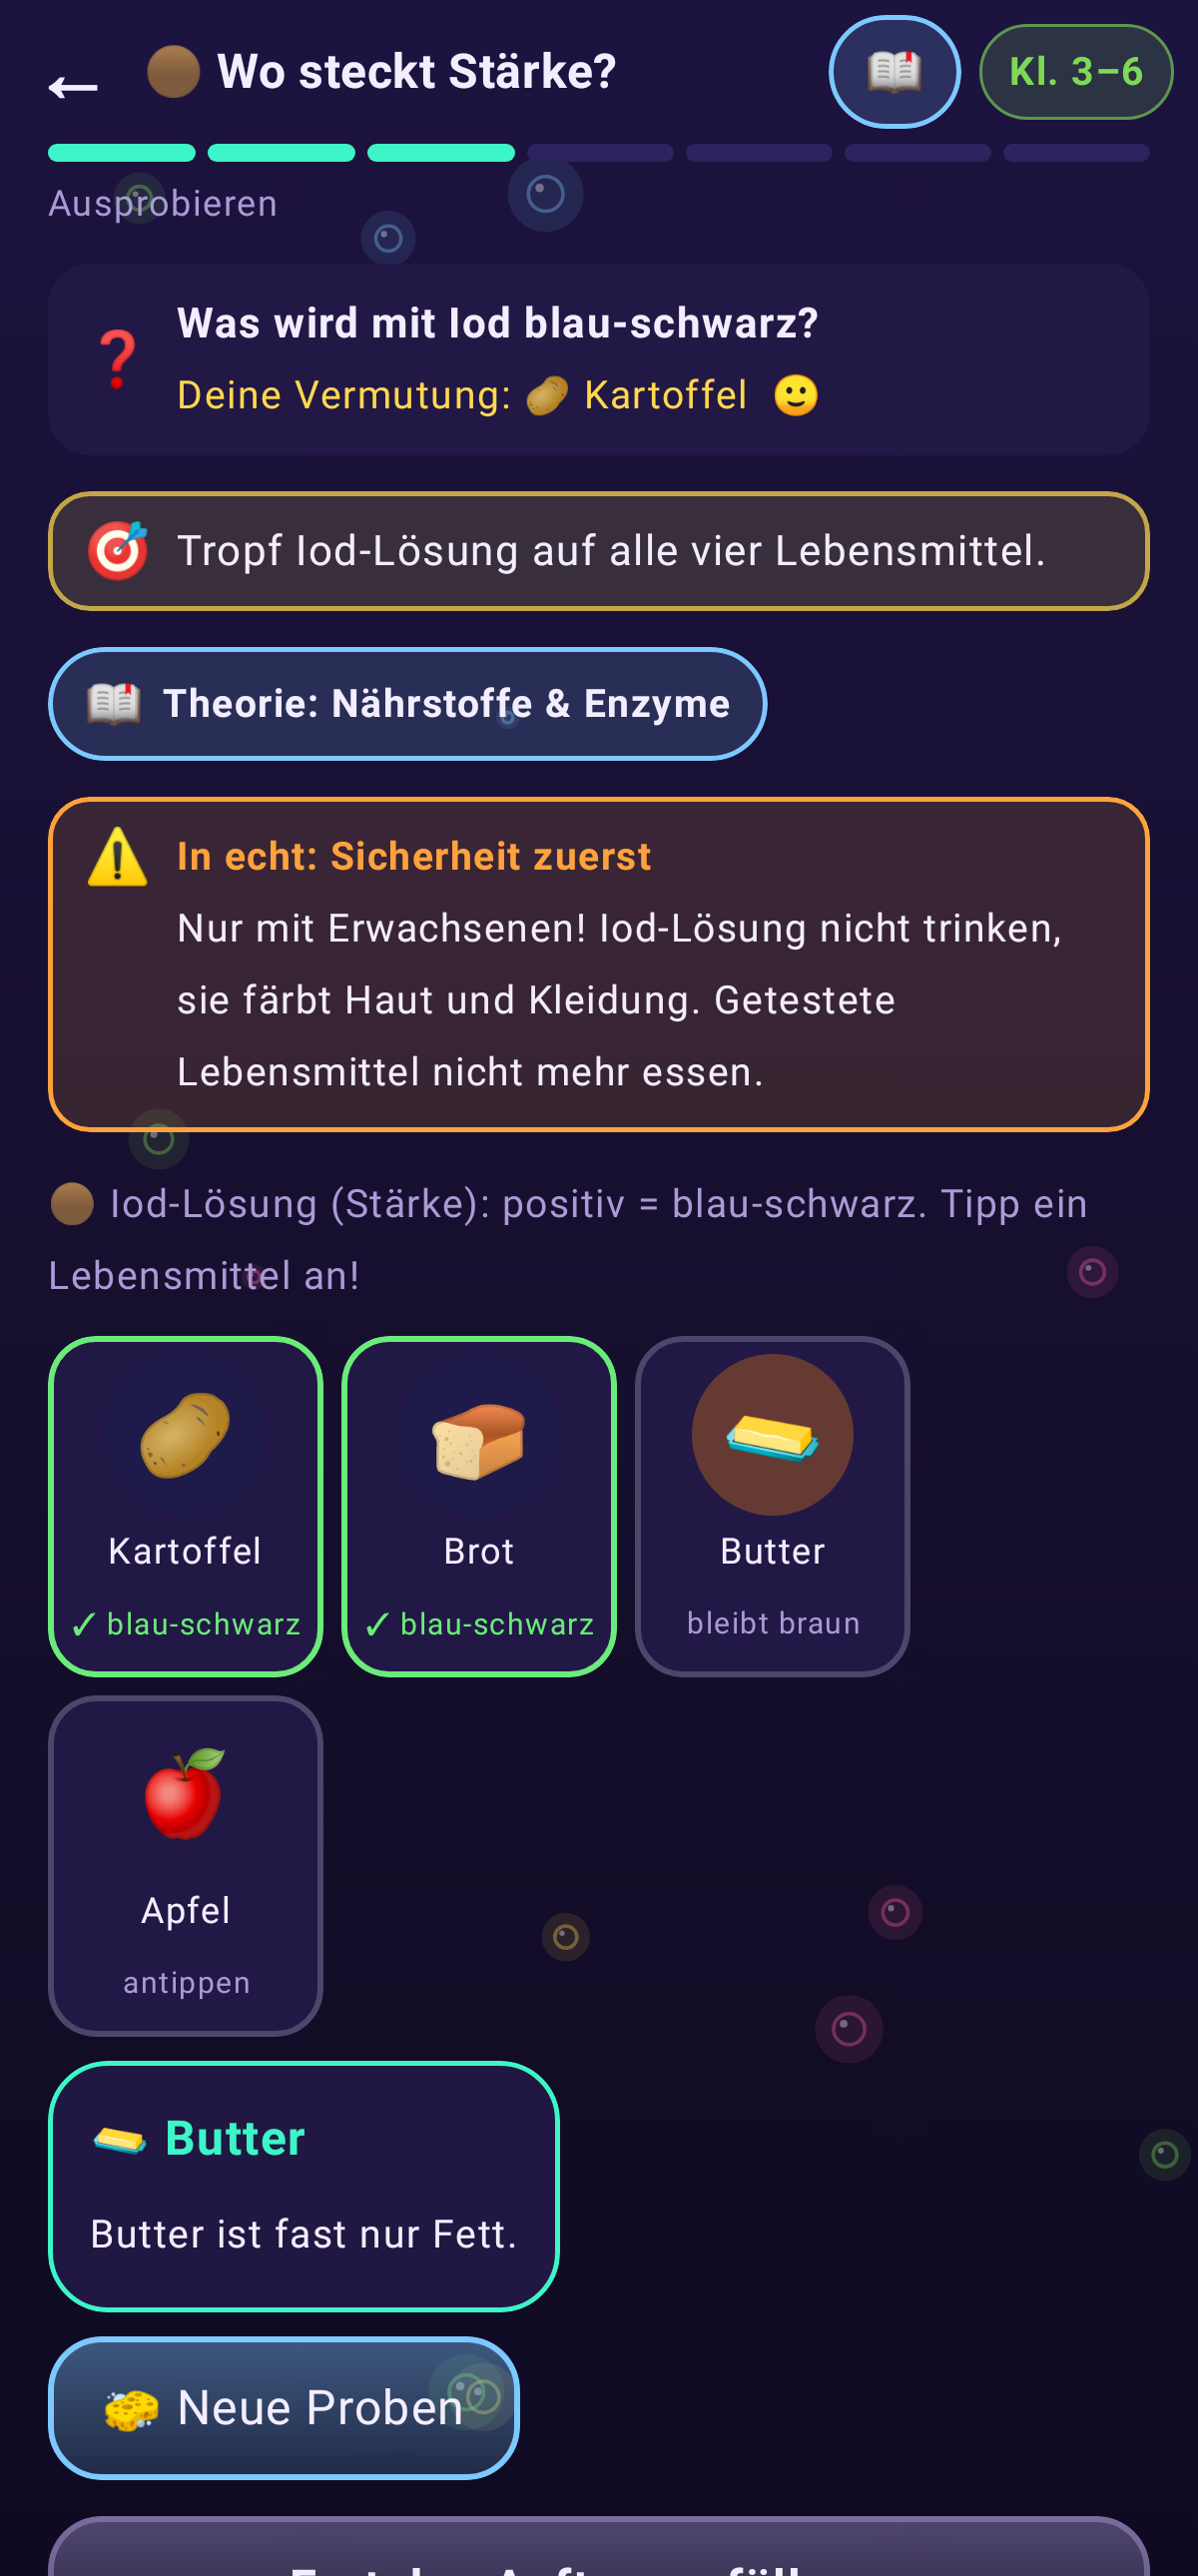 Wo steckt Stärke?
Kl. 3–6
Ausprobieren
Was wird mit Iod blau-schwarz?
Deine Vermutung: Kartoffel
Tropf Iod-Lösung auf alle vier Lebensmittel.
Theorie: Nährstoffe & Enzyme
In echt: Sicherheit zuerst
Nur mit Erwachsenen! Iod-Lösung nicht trinken,
sie färbt Haut und Kleidung. Getestete
Lebensmittel nicht mehr essen.
Iod-Lösung (Stärke): positiv = blau-schwarz. Tipp ein
Lebensmittel an!
Kartoffel
✓ blau-schwarz
Brot
✓ blau-schwarz
Butter
bleibt braun
Apfel
antippen
Butter
Butter ist fast nur Fett.
Neue Proben